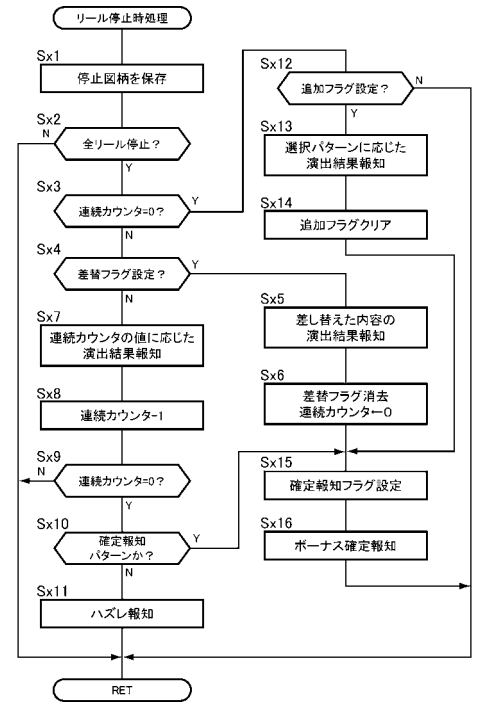 リール停止時処理
Sx1
停止図柄を保存
Sx2
全リール停止？
N
Y
Sx3
連続カウンタ=0？
Y
N
Sx4
差替フラグ設定？
Y
N
Sx7
連続カウンタの値に応じた
演出結果報知
Sx8
連続カウンタ-1
Sx9
連続カウンタ=0？
N
Y
Sx10
確定報知
パターンか？
Y
N
Sx11
ハズレ報知
RET
Sx12
追加フラグ設定？
N
Y
Sx13
選択パターンに応じた
演出結果報知
Sx14
追加フラグクリア
Sx5
差し替えた内容の
演出結果報知
Sx6
差替フラグ消去
連続カウンタ←0
Sx15
確定報知フラグ設定
Sx16
ボーナス確定報知